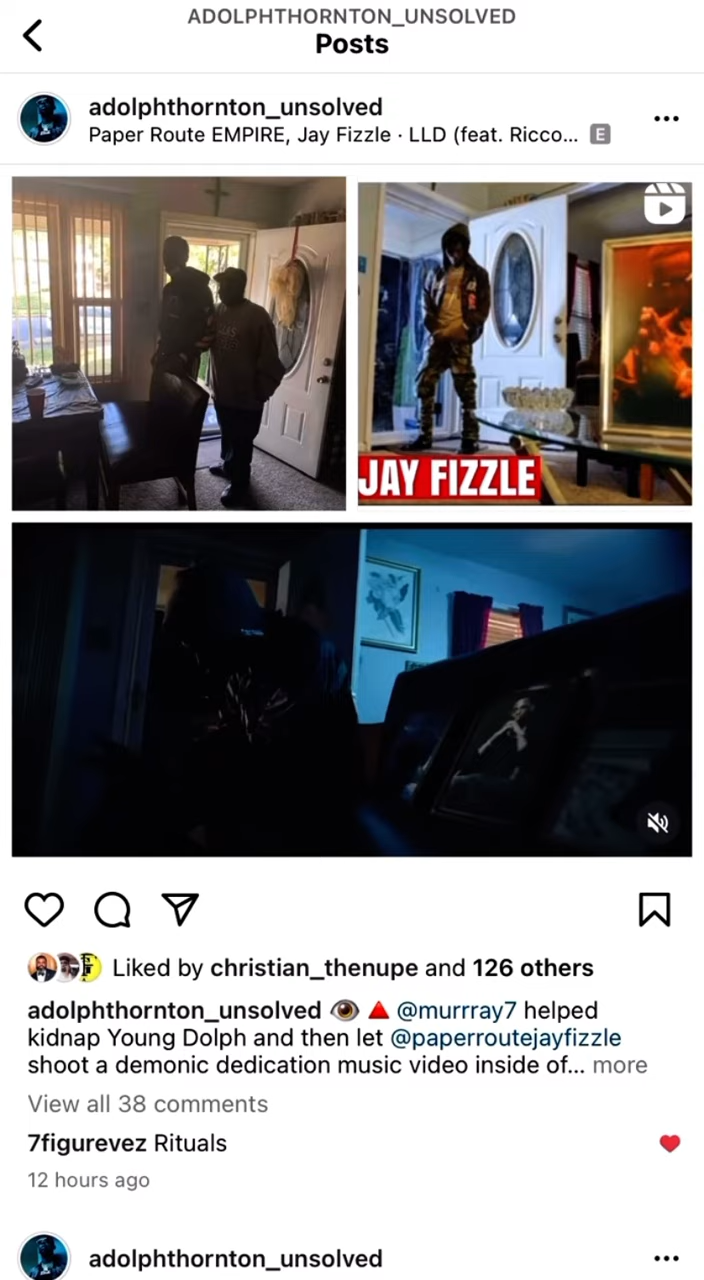 ADOLPHTHORNTON_UNSOLVED
Posts
adolphthornton_unsolved
Paper Route EMPIRE, Jay Fizzle · LLD (feat. Ricco... E
JAY FIZZLE
Liked by christian_thenupe and 126 others
adolphthornton_unsolved 👁️ 🔺 @murrray7 helped
kidnap Young Dolph and then let @paperroutejayfizzle
shoot a demonic dedication music video inside of... more
View all 38 comments
7figurevez Rituals
12 hours ago
adolphthornton_unsolved